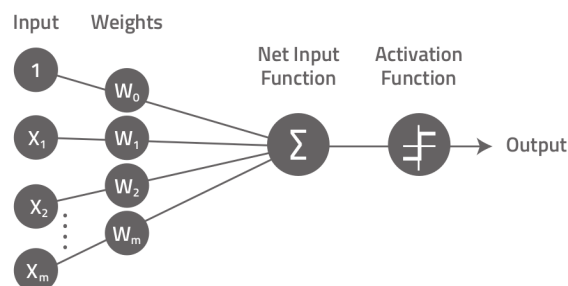 Input Weights
Net Input Function
Activation Function
1
W₀
X₁
W₁
Σ
Output
X₂
W₂
Wₘ
Xₘ